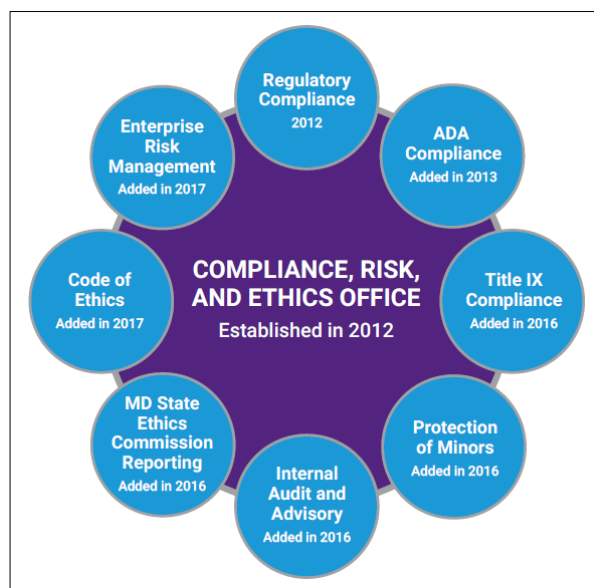 Regulatory
Compliance
2012
ADA
Compliance
Added in 2013
Title IX
Compliance
Added in 2016
Protection
of Minors
Added in 2016
Internal
Audit and
Advisory
Added in 2016
MD State
Ethics
Commission
Reporting
Added in 2016
Code of
Ethics
Added in 2017
Enterprise
Risk
Management
Added in 2017
COMPLIANCE, RISK,
AND ETHICS OFFICE
Established in 2012